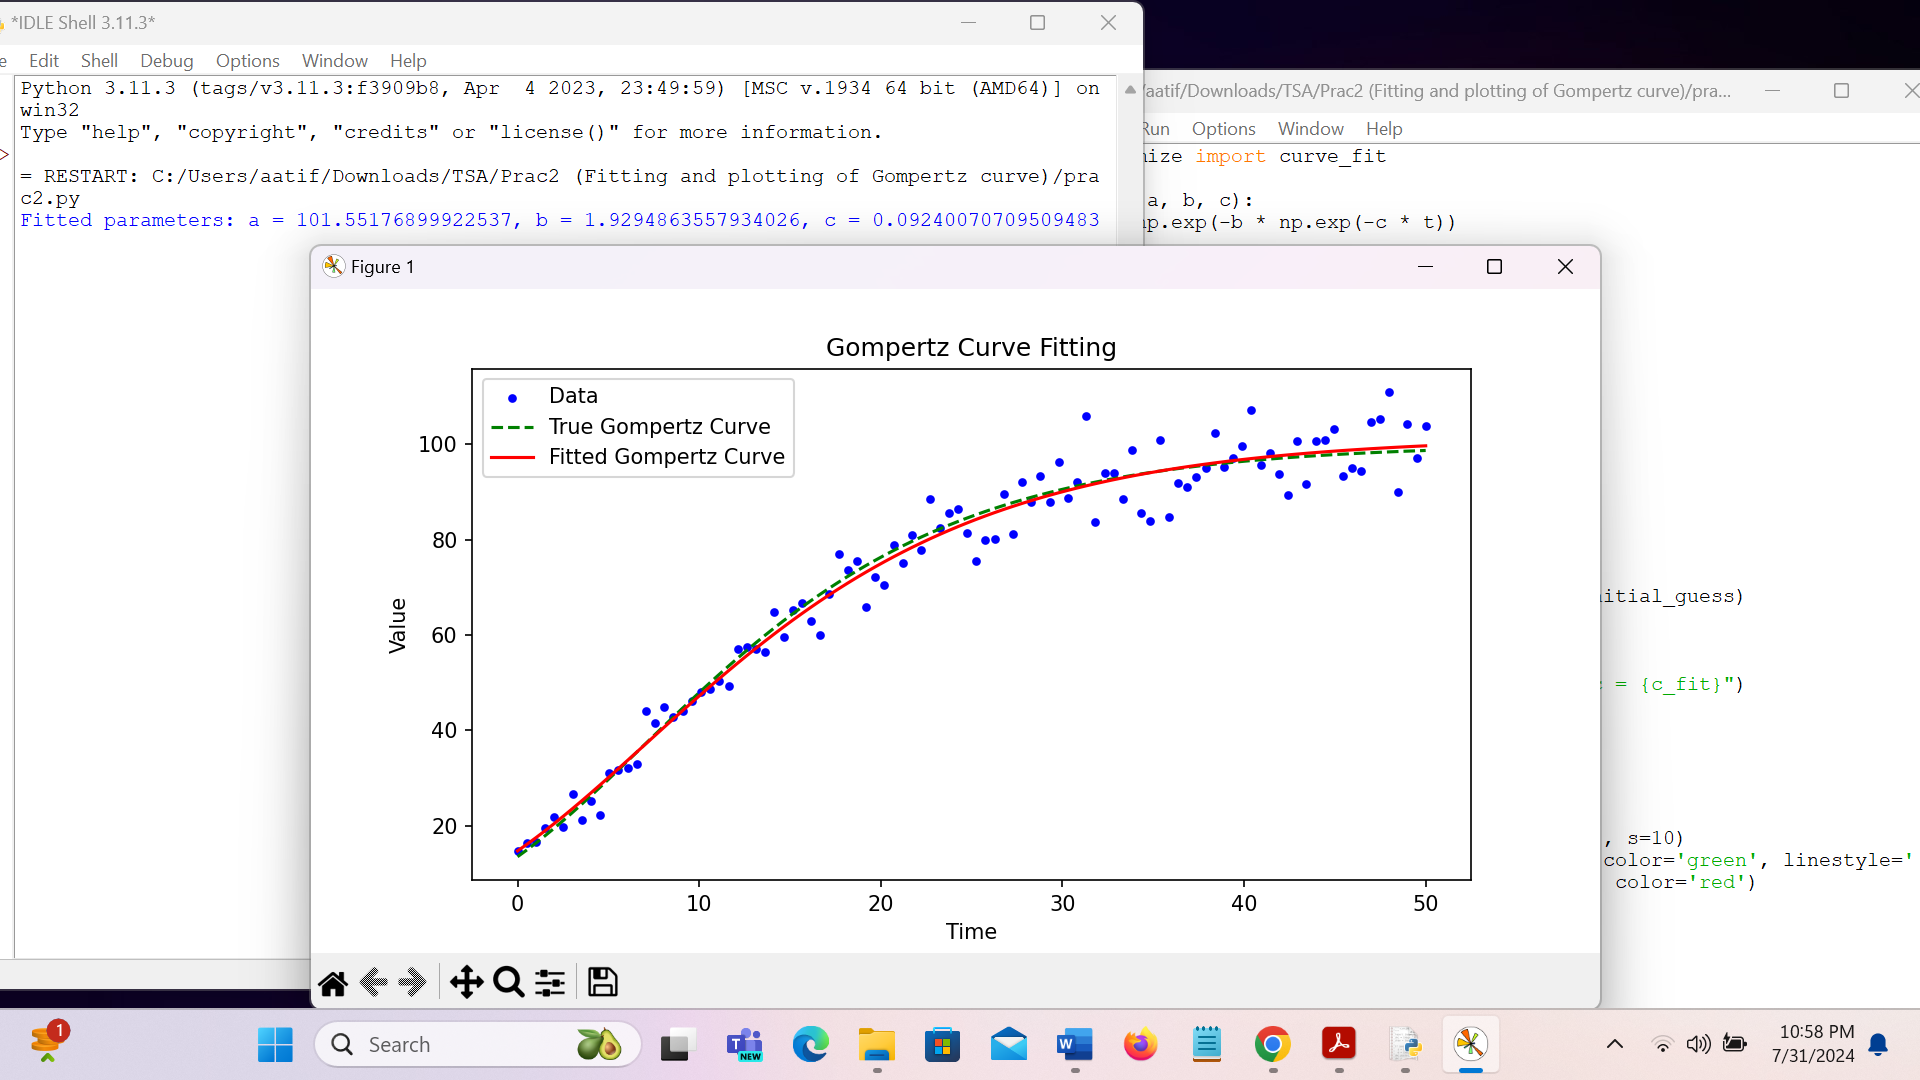 *IDLE Shell 3.11.3*
Edit Shell Debug Options Window Help
Python 3.11.3 (tags/v3.11.3:f3909b8, Apr  4 2023, 23:49:59) [MSC v.1934 64 bit (AMD64)] on
win32
Type "help", "copyright", "credits" or "license()" for more information.
= RESTART: C:/Users/aatif/Downloads/TSA/Prac2 (Fitting and plotting of Gompertz curve)/pra
c2.py
Fitted parameters: a = 101.55176899922537, b = 1.9294863557934026, c = 0.09240070709509483
/aatif/Downloads/TSA/Prac2 (Fitting and plotting of Gompertz curve)/pra...
Run Options Window Help
mize import curve_fit
a, b, c):
np.exp(-b * np.exp(-c * t))
nitial_guess)
= {c_fit}")
, s=10)
color='green', linestyle='
color='red')
Figure 1
Gompertz Curve Fitting
Data
True Gompertz Curve
Fitted Gompertz Curve
Value
100
80
60
40
20
0 10 20 30 40 50
Time
1
Search
NEW
10:58 PM
7/31/2024